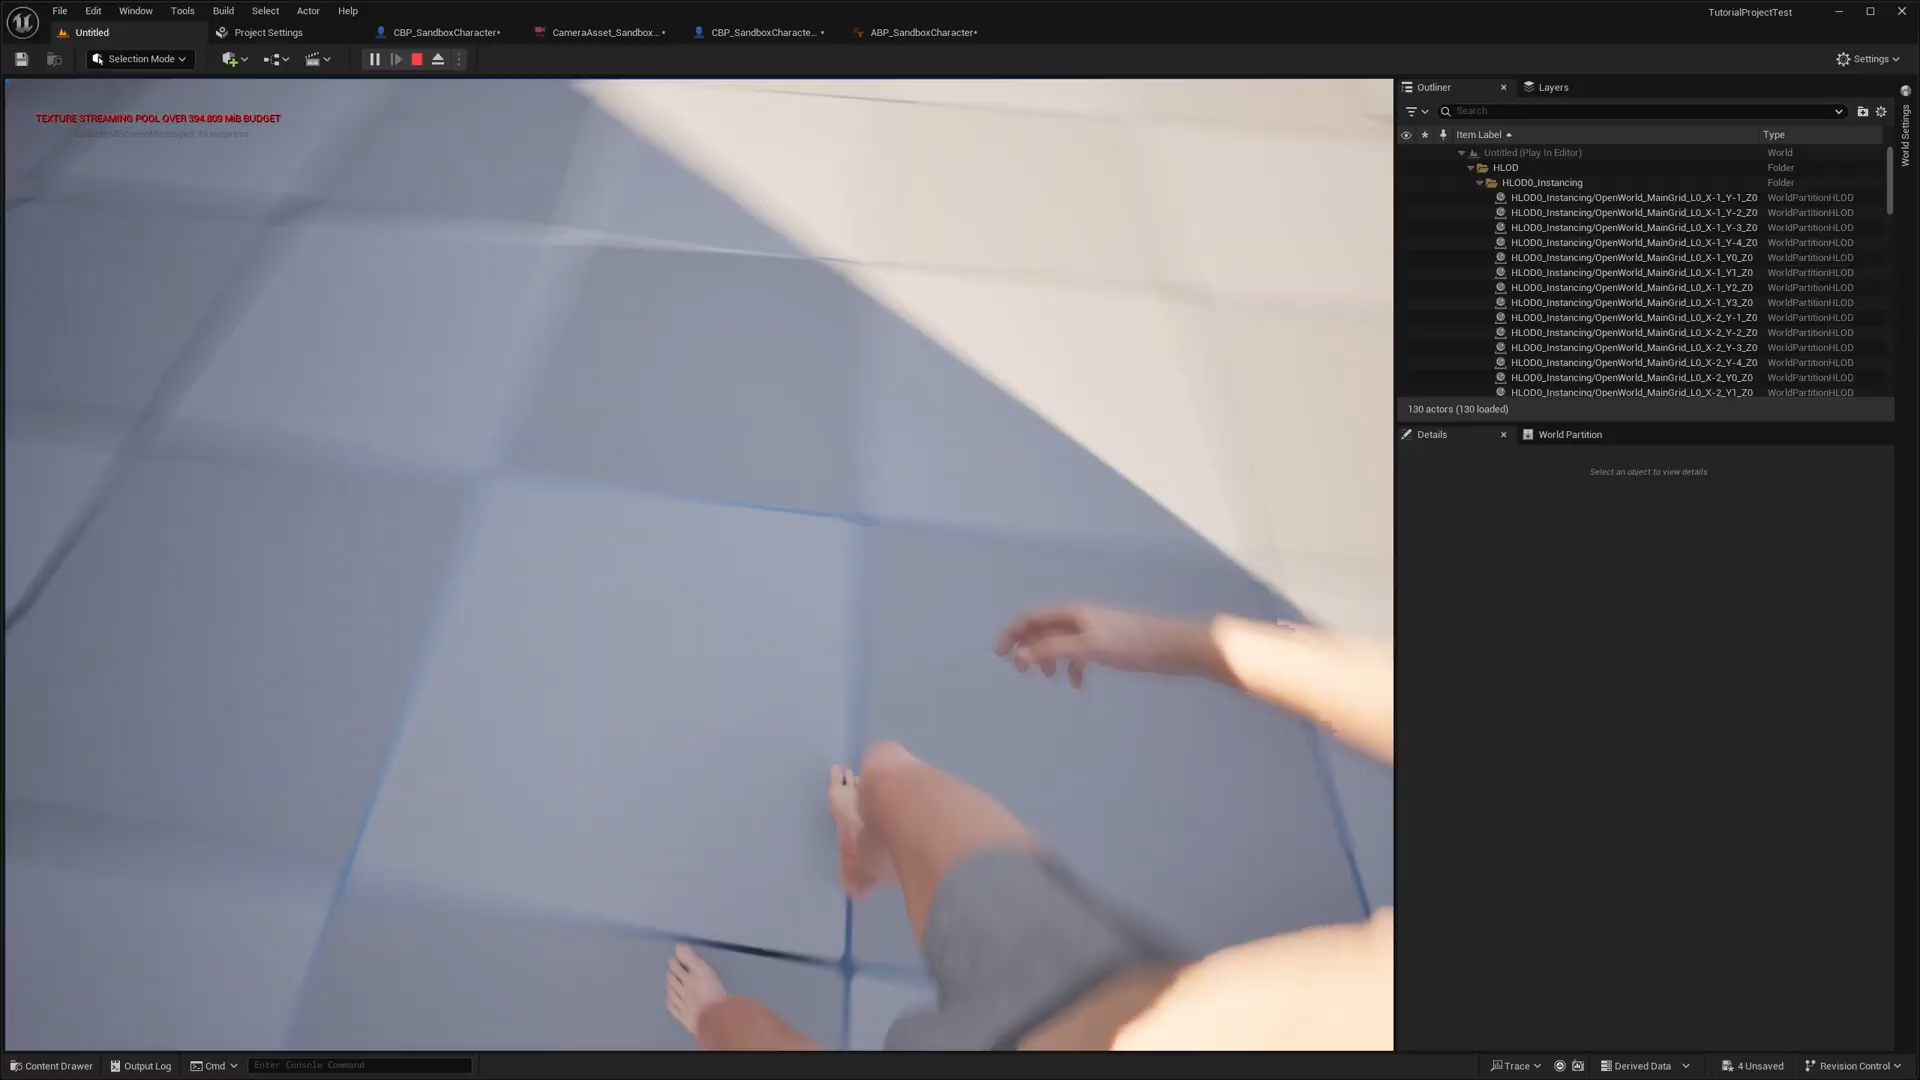 File Edit Window Tools Build Select Actor Help
TutorialProjectTest
Untitled
Project Settings
CBP_SandboxCharacter*
CameraAsset_Sandbox... *
CBP_SandboxCharacte... *
ABP_SandboxCharacter*
Selection Mode
Settings
TEXTURE STREAMING POOL OVER 394.809 MiB BUDGET
Outliner
Layers
World Settings
Search...
Item Label Type
Untitled (Play In Editor) World
HLOD Folder
HLOD0_Instancing Folder
HLOD0_Instancing/OpenWorld_MainGrid_L0_X-1_Y-1_Z0 WorldPartitionHLOD
HLOD0_Instancing/OpenWorld_MainGrid_L0_X-1_Y-2_Z0 WorldPartitionHLOD
HLOD0_Instancing/OpenWorld_MainGrid_L0_X-1_Y-3_Z0 WorldPartitionHLOD
HLOD0_Instancing/OpenWorld_MainGrid_L0_X-1_Y-4_Z0 WorldPartitionHLOD
HLOD0_Instancing/OpenWorld_MainGrid_L0_X-1_Y0_Z0 WorldPartitionHLOD
HLOD0_Instancing/OpenWorld_MainGrid_L0_X-1_Y1_Z0 WorldPartitionHLOD
HLOD0_Instancing/OpenWorld_MainGrid_L0_X-1_Y2_Z0 WorldPartitionHLOD
HLOD0_Instancing/OpenWorld_MainGrid_L0_X-1_Y3_Z0 WorldPartitionHLOD
HLOD0_Instancing/OpenWorld_MainGrid_L0_X-2_Y-1_Z0 WorldPartitionHLOD
HLOD0_Instancing/OpenWorld_MainGrid_L0_X-2_Y-2_Z0 WorldPartitionHLOD
HLOD0_Instancing/OpenWorld_MainGrid_L0_X-2_Y-3_Z0 WorldPartitionHLOD
HLOD0_Instancing/OpenWorld_MainGrid_L0_X-2_Y-4_Z0 WorldPartitionHLOD
HLOD0_Instancing/OpenWorld_MainGrid_L0_X-2_Y0_Z0 WorldPartitionHLOD
HLOD0_Instancing/OpenWorld_MainGrid_L0_X-2_Y1_Z0 WorldPartitionHLOD
130 actors (130 loaded)
Details
World Partition
Select an object to view details
Content Drawer
Output Log
Cmd
Enter Console Command
Trace
Derived Data
4 Unsaved
Revision Control